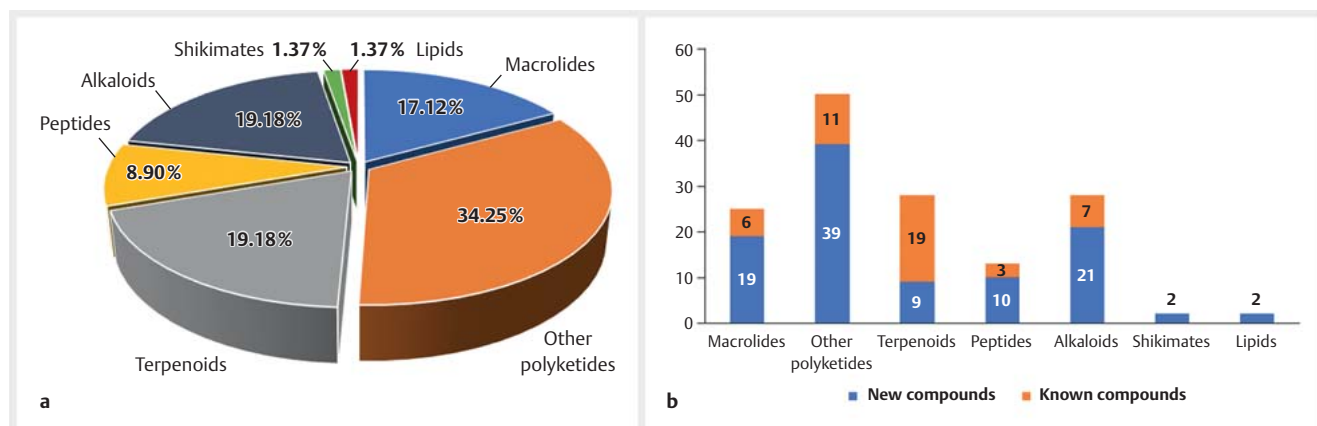 Shikimates 1.37% 1.37% Lipids
Macrolides
Alkaloids
17.12%
19.18%
Peptides
8.90%
34.25%
19.18%
Terpenoids
Other
polyketides
a
60
50
40
30
20
10
0
6
19
11
39
19
9
3
10
7
21
2
2
Macrolides
Other
polyketides
Terpenoids
Peptides
Alkaloids
Shikimates
Lipids
New compounds
Known compounds
b